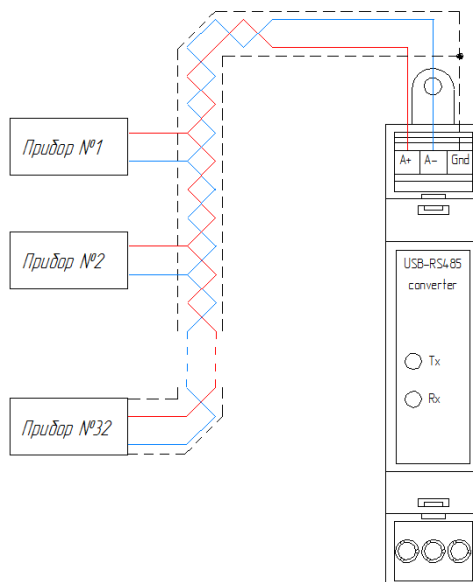 Прибор №1
Прибор №2
Прибор №32
A+ A- Gnd
USB-RS485
converter
Tx
Rx